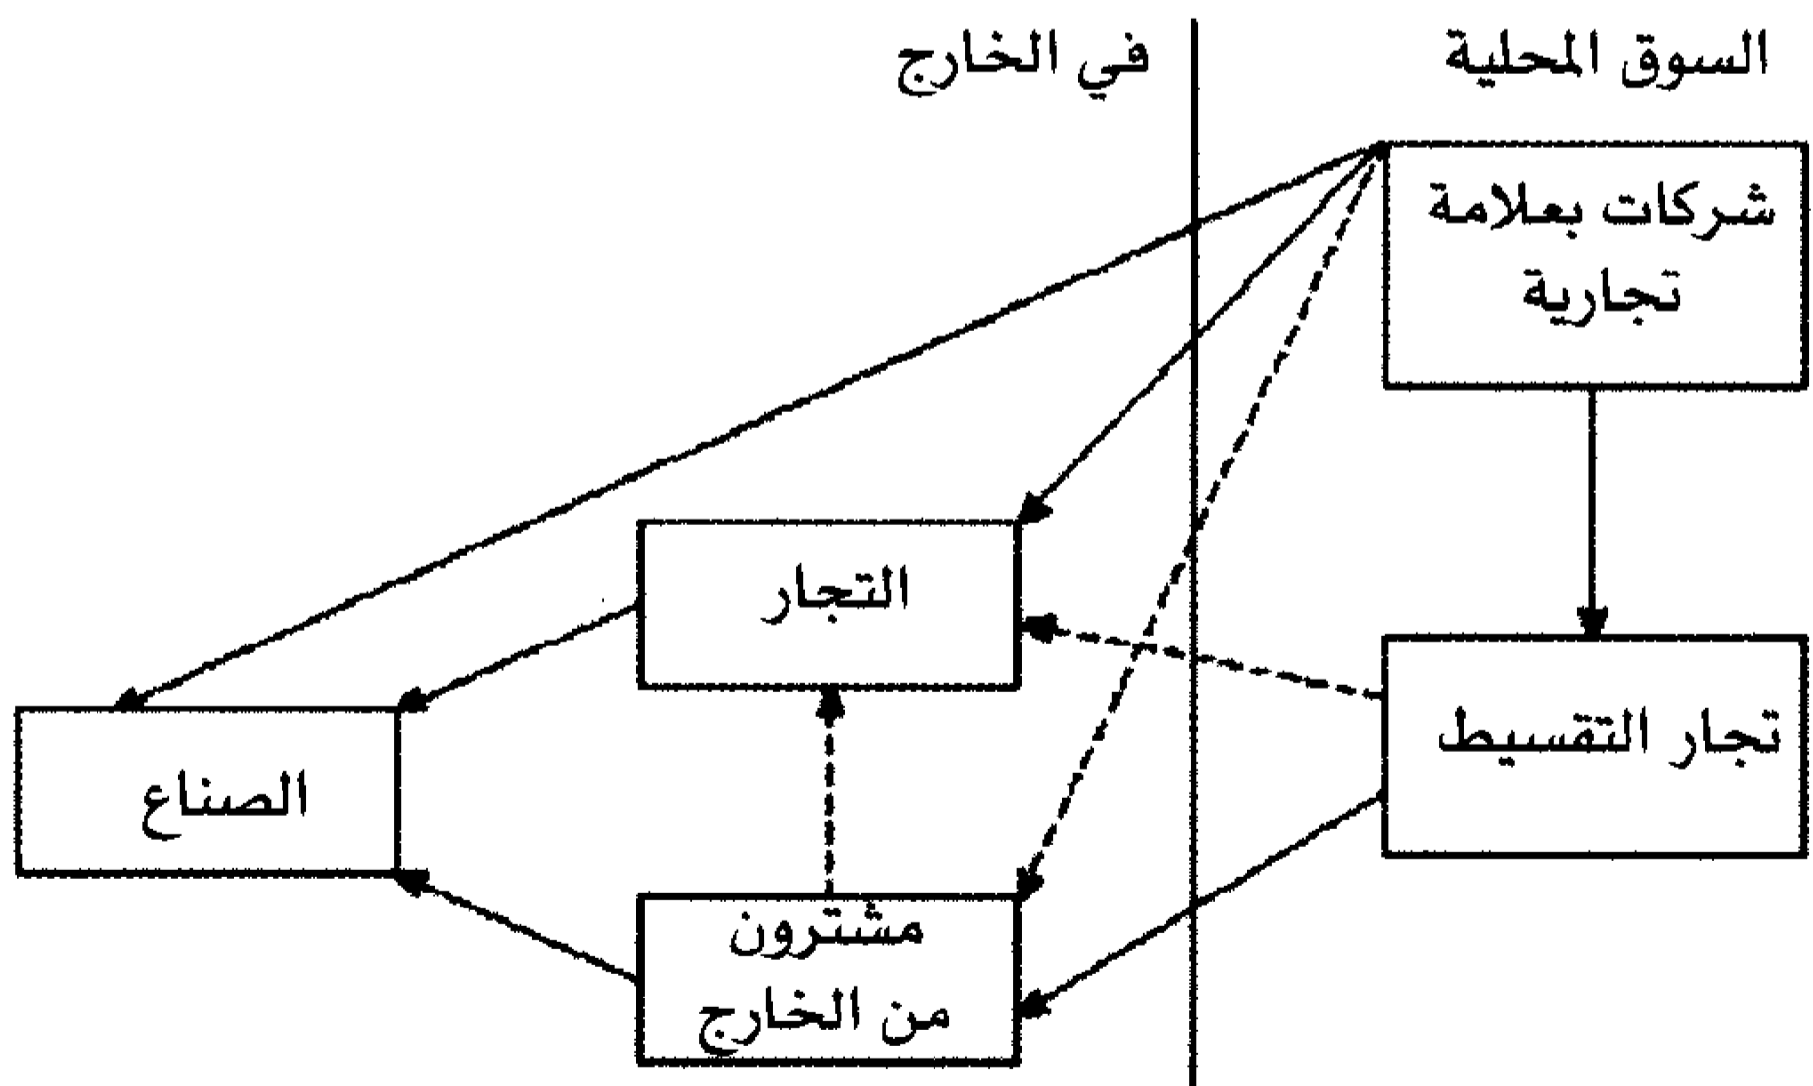 السوق المحلية
في الخارج
شركات بعلامة
تجارية
التجار
تجار التقسيط
الصناع
مشترون
من الخارج